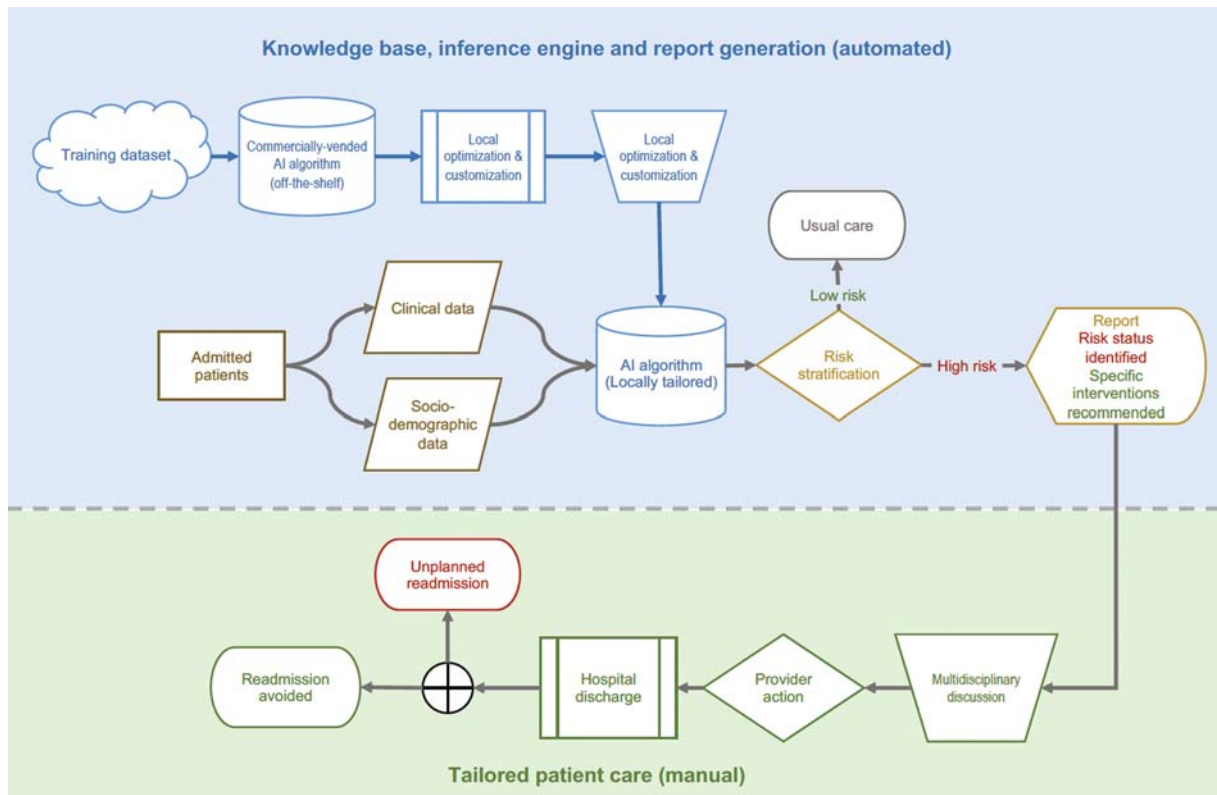 Knowledge base, inference engine and report generation (automated)
Training dataset
Commercially-vended
AI algorithm
(off-the-shelf)
Local
optimization &
customization
Local
optimization &
customization
Usual care
Low risk
Clinical data
Admitted
patients
Socio-
demographic
data
AI algorithm
(Locally tailored)
Risk
stratification
High risk
Report
Risk status
identified
Specific
interventions
recommended
Unplanned
readmission
Readmission
avoided
Hospital
discharge
Provider
action
Multidisciplinary
discussion
Tailored patient care (manual)